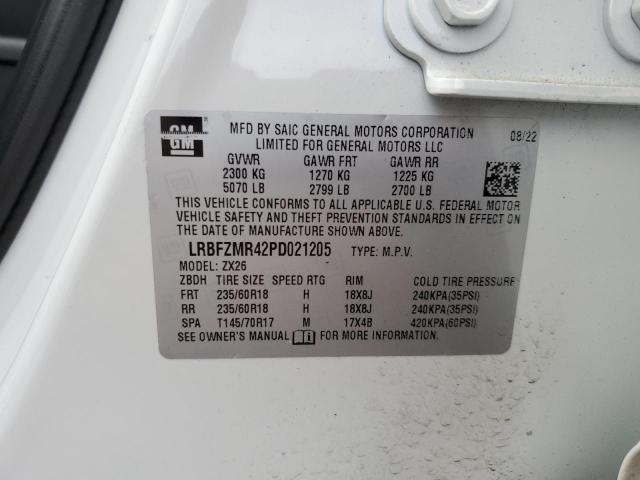 GM
MFD BY SAIC GENERAL MOTORS CORPORATION 08/22
LIMITED FOR GENERAL MOTORS LLC
GVWR GAWR FRT GAWR RR
2300 KG 1270 KG 1225 KG
5070 LB 2799 LB 2700 LB
THIS VEHICLE CONFORMS TO ALL APPLICABLE U.S. FEDERAL MOTOR
VEHICLE SAFETY AND THEFT PREVENTION STANDARDS IN EFFECT ON
THE DATE OF MANUFACTURE SHOWN ABOVE.
LRBFZMR42PD021205 TYPE: M.P.V.
MODEL: ZX26
ZBDH TIRE SIZE SPEED RTG RIM COLD TIRE PRESSURE
FRT 235/60R18 H 18X8J 240KPA(35PSI)
RR 235/60R18 H 18X8J 240KPA(35PSI)
SPA T145/70R17 M 17X4B 420KPA(60PSI)
SEE OWNER'S MANUAL FOR MORE INFORMATION.